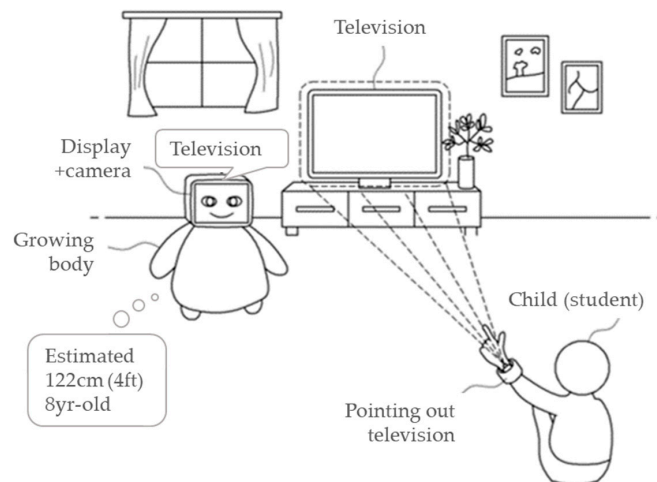 Television
Display
+camera
Television
Growing
body
Estimated
122cm (4ft)
8yr-old
Child (student)
Pointing out
television